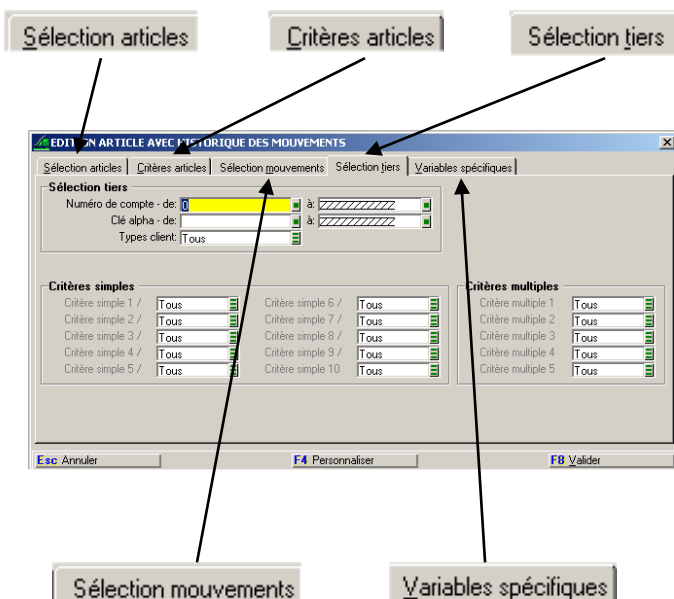 Sélection articles
Critères articles
Sélection tiers
EDITION ARTICLE AVEC HISTORIQUE DES MOUVEMENTS
Sélection articles Critères articles Sélection mouvements Sélection tiers Variables spécifiques
Sélection tiers
Numéro de compte - de: 0 à: ZZZZZZZZZZZZ
Clé alpha - de: à: ZZZZZZZZZZZZ
Types client: Tous
Critères simples
Critère simple 1 / Tous Critère simple 6 / Tous
Critère simple 2 / Tous Critère simple 7 / Tous
Critère simple 3 / Tous Critère simple 8 / Tous
Critère simple 4 / Tous Critère simple 9 / Tous
Critère simple 5 / Tous Critère simple 10 Tous
Critères multiples
Critère multiple 1 Tous
Critère multiple 2 Tous
Critère multiple 3 Tous
Critère multiple 4 Tous
Critère multiple 5 Tous
Esc Annuler F4 Personnaliser F8 Valider
Sélection mouvements
Variables spécifiques